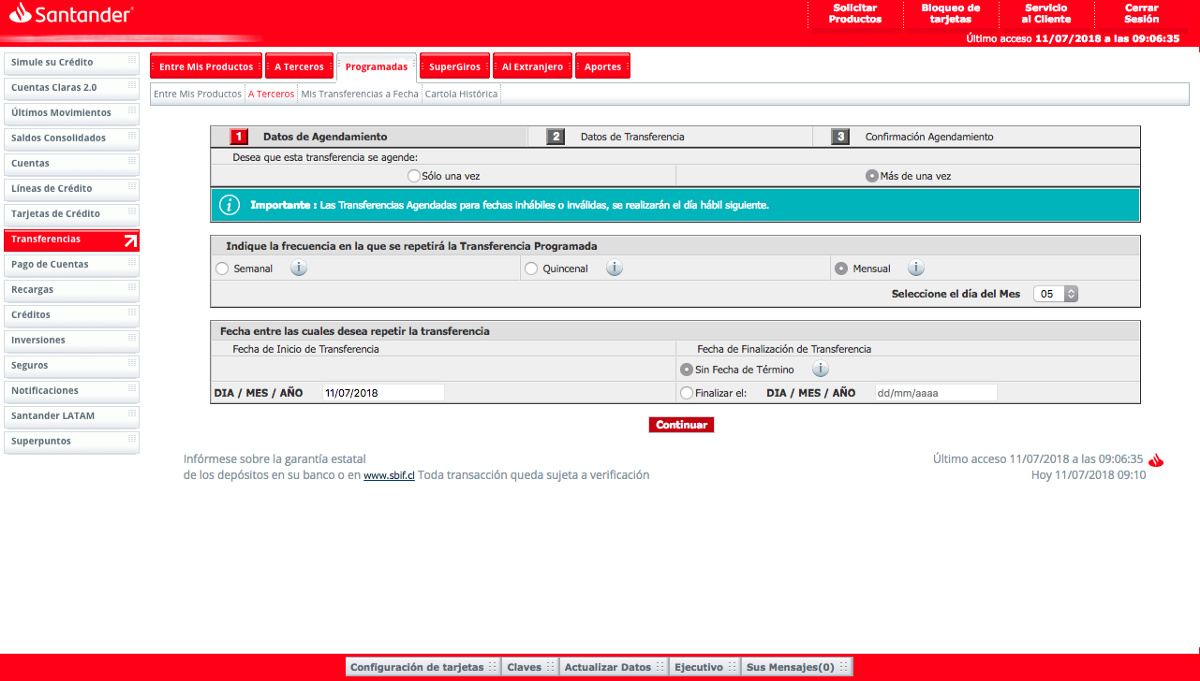 Santander
Solicitar Productos
Bloqueo de tarjetas
Servicio al Cliente
Cerrar Sesión
Último acceso 11/07/2018 a las 09:06:35
Simule su Crédito
Cuentas Claras 2.0
Últimos Movimientos
Saldos Consolidados
Cuentas
Líneas de Crédito
Tarjetas de Crédito
Transferencias
Pago de Cuentas
Recargas
Créditos
Inversiones
Seguros
Notificaciones
Santander LATAM
Superpuntos
Entre Mis Productos A Terceros Programadas SuperGiros Al Extranjero Aportes
Entre Mis Productos A Terceros Mis Transferencias a Fecha Cartola Histórica
1 Datos de Agendamiento 2 Datos de Transferencia 3 Confirmación Agendamiento
Desea que esta transferencia se agende:
Sólo una vez Más de una vez
Importante : Las Transferencias Agendadas para fechas inhábiles o inválidas, se realizarán el día hábil siguiente.
Indique la frecuencia en la que se repetirá la Transferencia Programada
Semanal i Quincenal i Mensual i
Seleccione el día del Mes 05
Fecha entre las cuales desea repetir la transferencia
Fecha de Inicio de Transferencia Fecha de Finalización de Transferencia
Sin Fecha de Término i
DIA / MES / AÑO 11/07/2018 Finalizar el: DIA / MES / AÑO dd/mm/aaaa
Continuar
Infórmese sobre la garantía estatal
de los depósitos en su banco o en www.sbif.cl Toda transacción queda sujeta a verificación
Último acceso 11/07/2018 a las 09:06:35
Hoy 11/07/2018 09:10
Configuración de tarjetas Claves Actualizar Datos Ejecutivo Sus Mensajes(0)